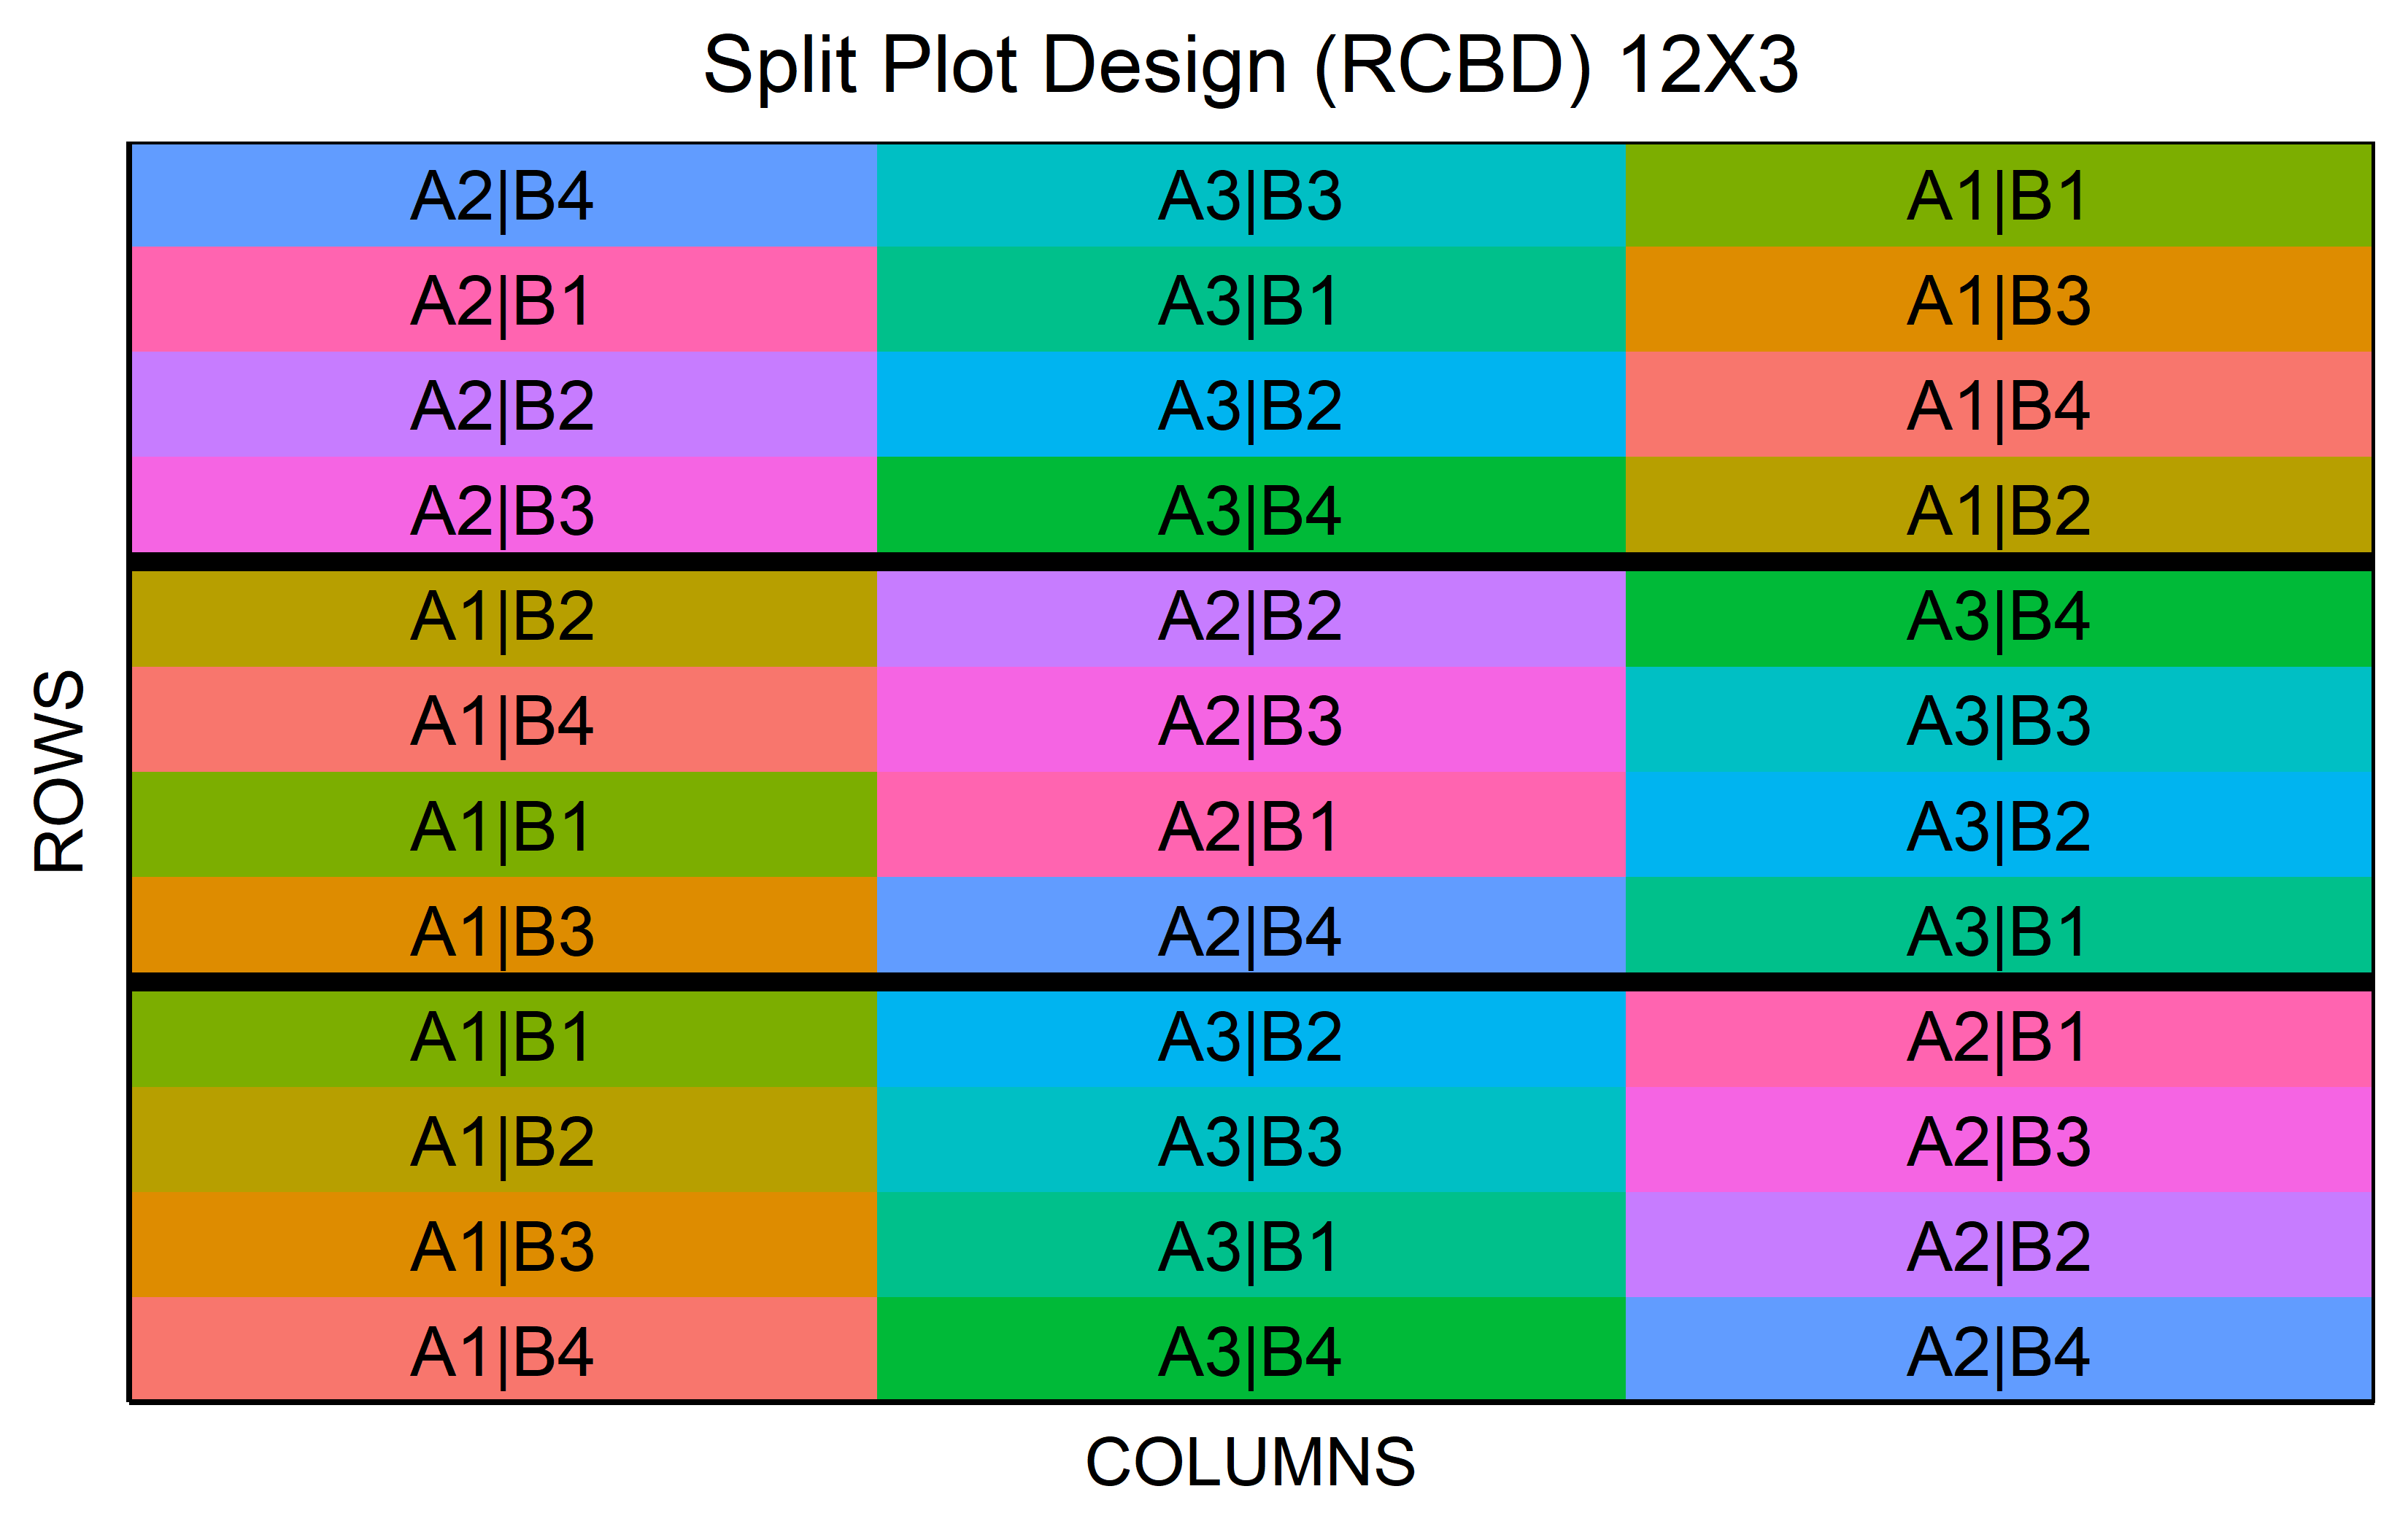 Split Plot Design (RCBD) 12X3
A2|B4 A3|B3 A1|B1
A2|B1 A3|B1 A1|B3
A2|B2 A3|B2 A1|B4
A2|B3 A3|B4 A1|B2
A1|B2 A2|B2 A3|B4
A1|B4 A2|B3 A3|B3
A1|B1 A2|B1 A3|B2
A1|B3 A2|B4 A3|B1
A1|B1 A3|B2 A2|B1
A1|B2 A3|B3 A2|B3
A1|B3 A3|B1 A2|B2
A1|B4 A3|B4 A2|B4
ROWS
COLUMNS